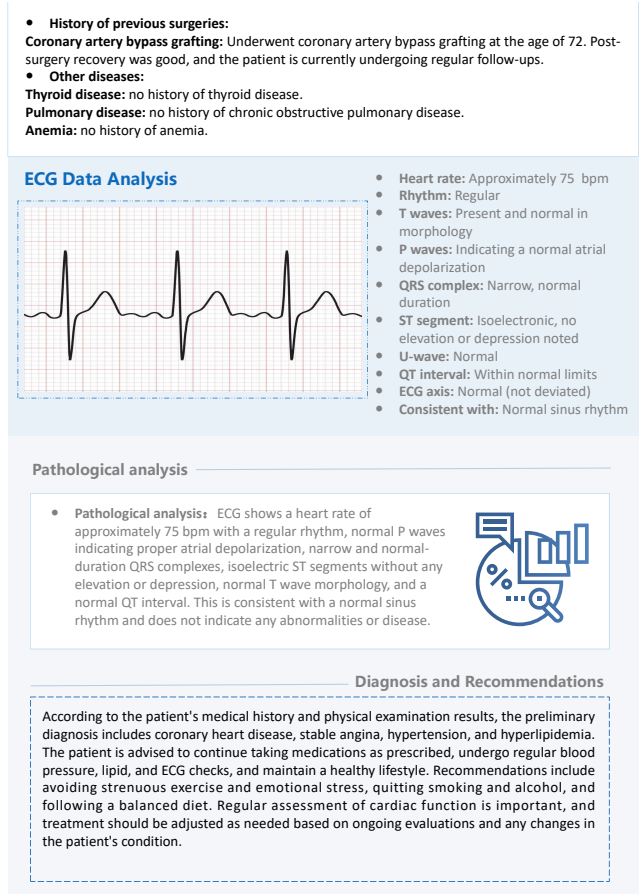 ● History of previous surgeries:
Coronary artery bypass grafting: Underwent coronary artery bypass grafting at the age of 72. Post-
surgery recovery was good, and the patient is currently undergoing regular follow-ups.
● Other diseases:
Thyroid disease: no history of thyroid disease.
Pulmonary disease: no history of chronic obstructive pulmonary disease.
Anemia: no history of anemia.
ECG Data Analysis
● Heart rate: Approximately 75 bpm
● Rhythm: Regular
● T waves: Present and normal in
morphology
● P waves: Indicating a normal atrial
depolarization
● QRS complex: Narrow, normal
duration
● ST segment: Isoelectronic, no
elevation or depression noted
● U-wave: Normal
● QT interval: Within normal limits
● ECG axis: Normal (not deviated)
● Consistent with: Normal sinus rhythm
Pathological analysis
● Pathological analysis： ECG shows a heart rate of
approximately 75 bpm with a regular rhythm, normal P waves
indicating proper atrial depolarization, narrow and normal-
duration QRS complexes, isoelectric ST segments without any
elevation or depression, normal T wave morphology, and a
normal QT interval. This is consistent with a normal sinus
rhythm and does not indicate any abnormalities or disease.
%
Diagnosis and Recommendations
According to the patient's medical history and physical examination results, the preliminary
diagnosis includes coronary heart disease, stable angina, hypertension, and hyperlipidemia.
The patient is advised to continue taking medications as prescribed, undergo regular blood
pressure, lipid, and ECG checks, and maintain a healthy lifestyle. Recommendations include
avoiding strenuous exercise and emotional stress, quitting smoking and alcohol, and
following a balanced diet. Regular assessment of cardiac function is important, and
treatment should be adjusted as needed based on ongoing evaluations and any changes in
the patient's condition.